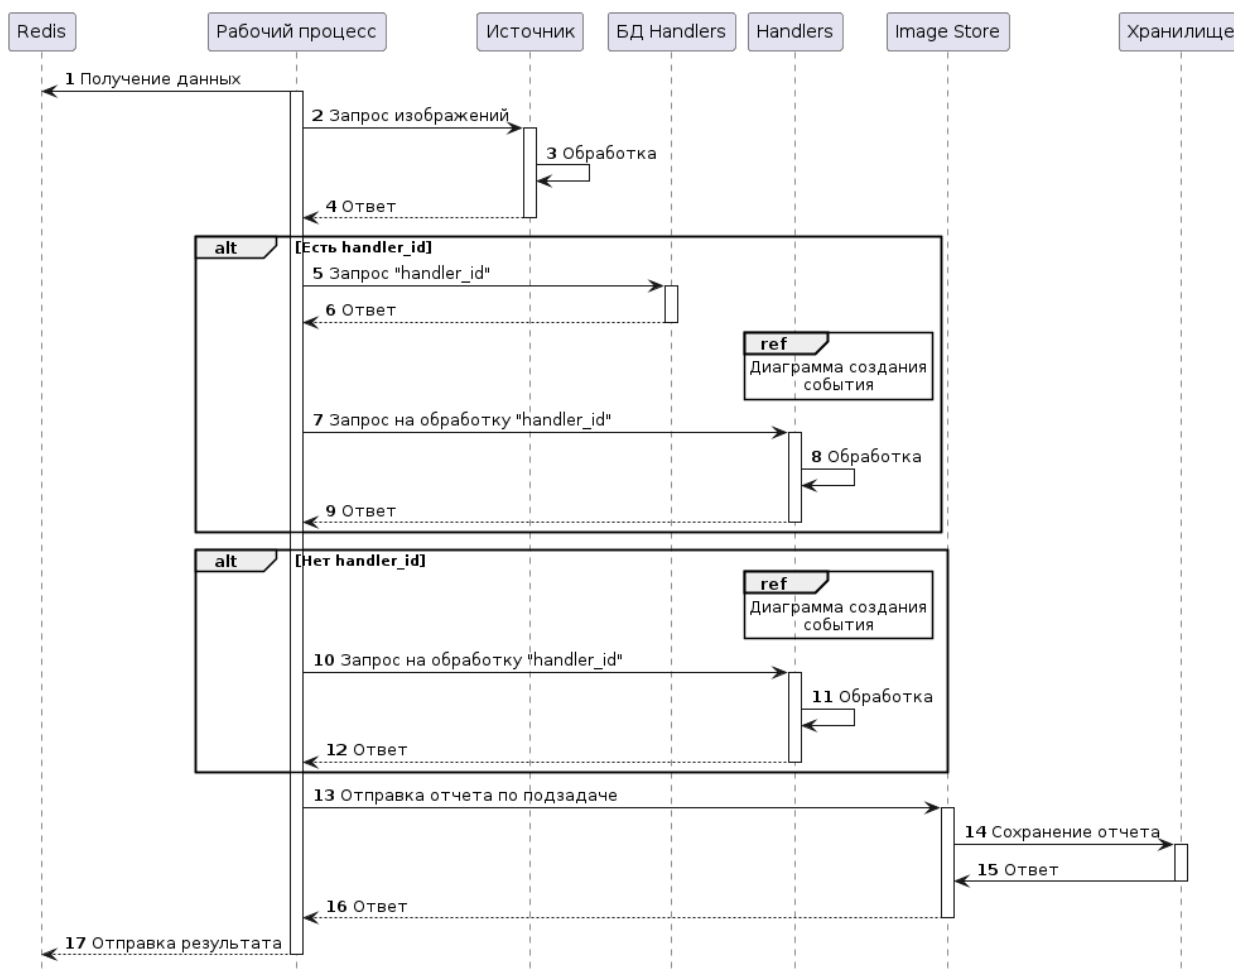 Redis
Рабочий процесс
Источник
БД Handlers
Handlers
Image Store
Хранилище
1 Получение данных
2 Запрос изображений
3 Обработка
4 Ответ
alt [Есть handler_id]
5 Запрос "handler_id"
6 Ответ
ref
Диаграмма создания
события
7 Запрос на обработку "handler_id"
8 Обработка
9 Ответ
alt [Нет handler_id]
ref
Диаграмма создания
события
10 Запрос на обработку "handler_id"
11 Обработка
12 Ответ
13 Отправка отчета по подзадаче
14 Сохранение отчета
15 Ответ
16 Ответ
17 Отправка результата